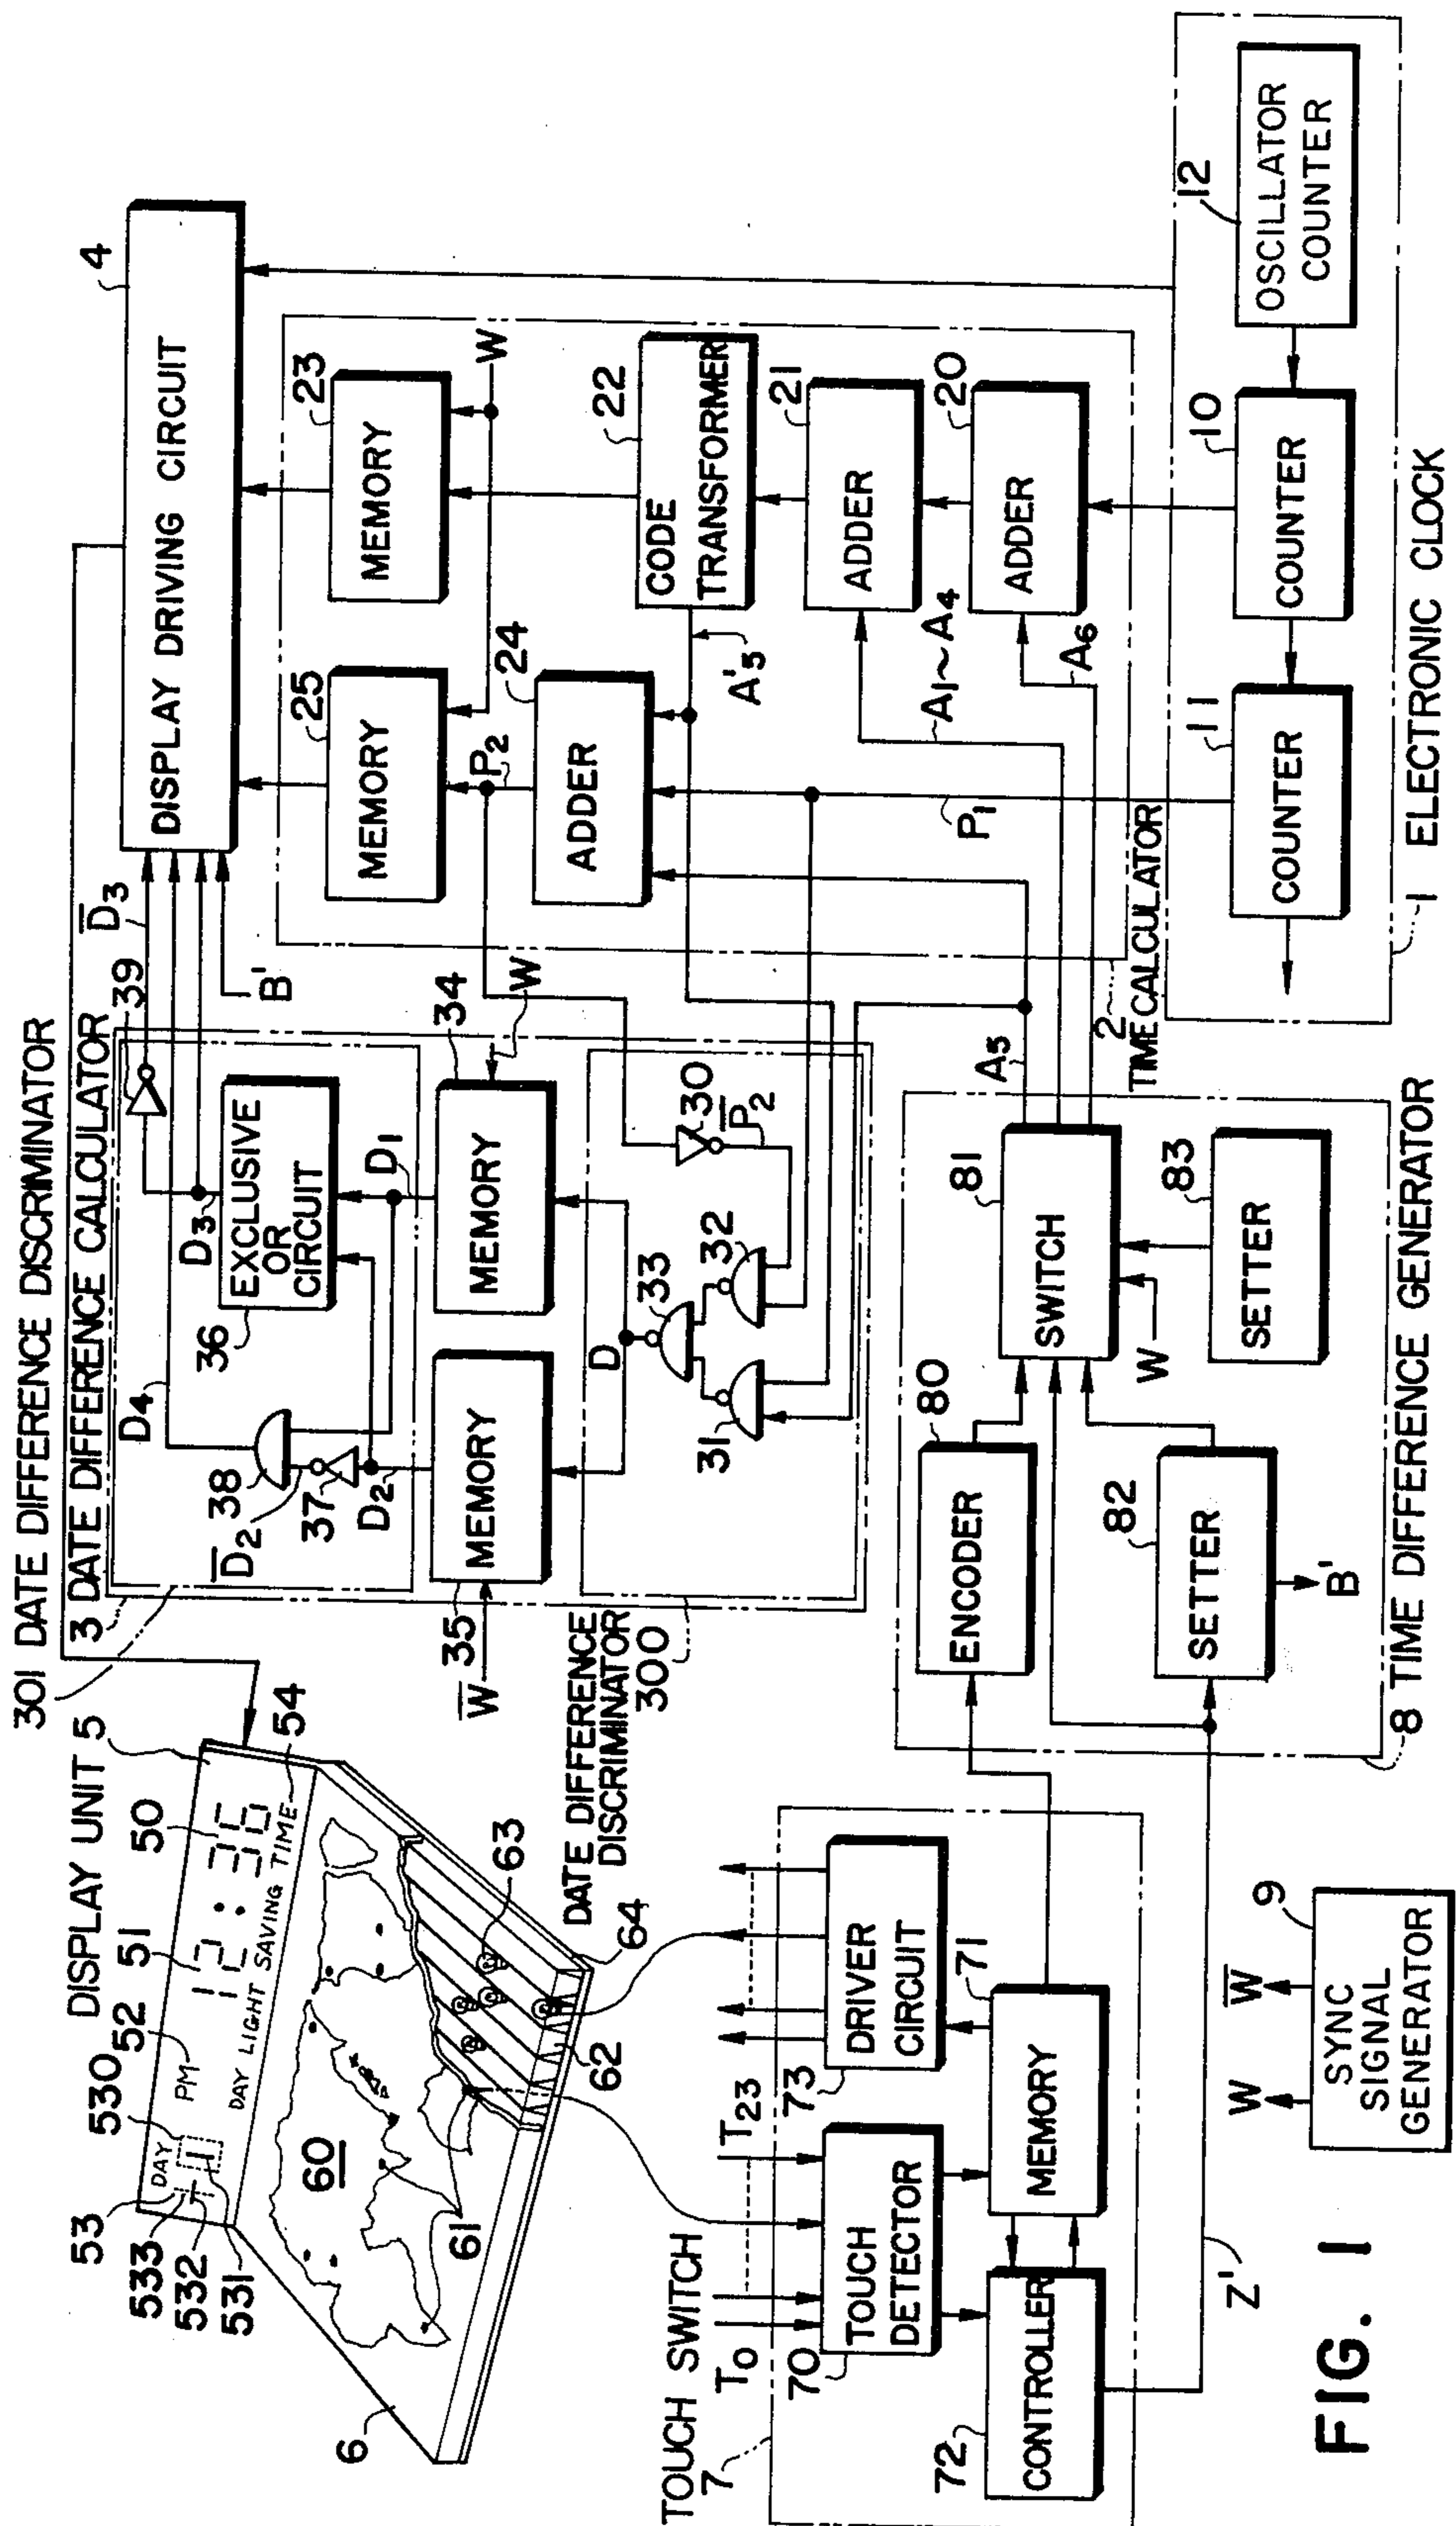 301 DATE DIFFERENCE DISCRIMINATOR
3 DATE DIFFERENCE CALCULATOR
DISPLAY UNIT 5
DAY
PM
12:36
DAY LIGHT SAVING TIME
53
533
532
531
530
52
51
50
54
6
60
61
62
63
64
D4
D̅3
39
B'
D3
EXCLUSIVE
OR
CIRCUIT
36
38
D̅2
37
D2
D1
34
W
MEMORY
MEMORY
35
W̅
DATE DIFFERENCE
DISCRIMINATOR
300
D
33
32
31
30
P̅2
4
DISPLAY DRIVING CIRCUIT
25
MEMORY
23
MEMORY
W
P2
24
ADDER
22
CODE
TRANSFORMER
A'5
21
ADDER
A1~A4
20
ADDER
A6
A5
P1
2
TIME CALCULATOR
TOUCH SWITCH
7
T0
T23
70
TOUCH
DETECTOR
73
DRIVER
CIRCUIT
71
MEMORY
72
CONTROLLER
Z'
80
ENCODER
81
SWITCH
W
82
SETTER
B'
83
SETTER
8 TIME DIFFERENCE GENERATOR
9
W
W̅
SYNC
SIGNAL
GENERATOR
11
COUNTER
10
COUNTER
12
OSCILLATOR
COUNTER
1 ELECTRONIC CLOCK
FIG. 1